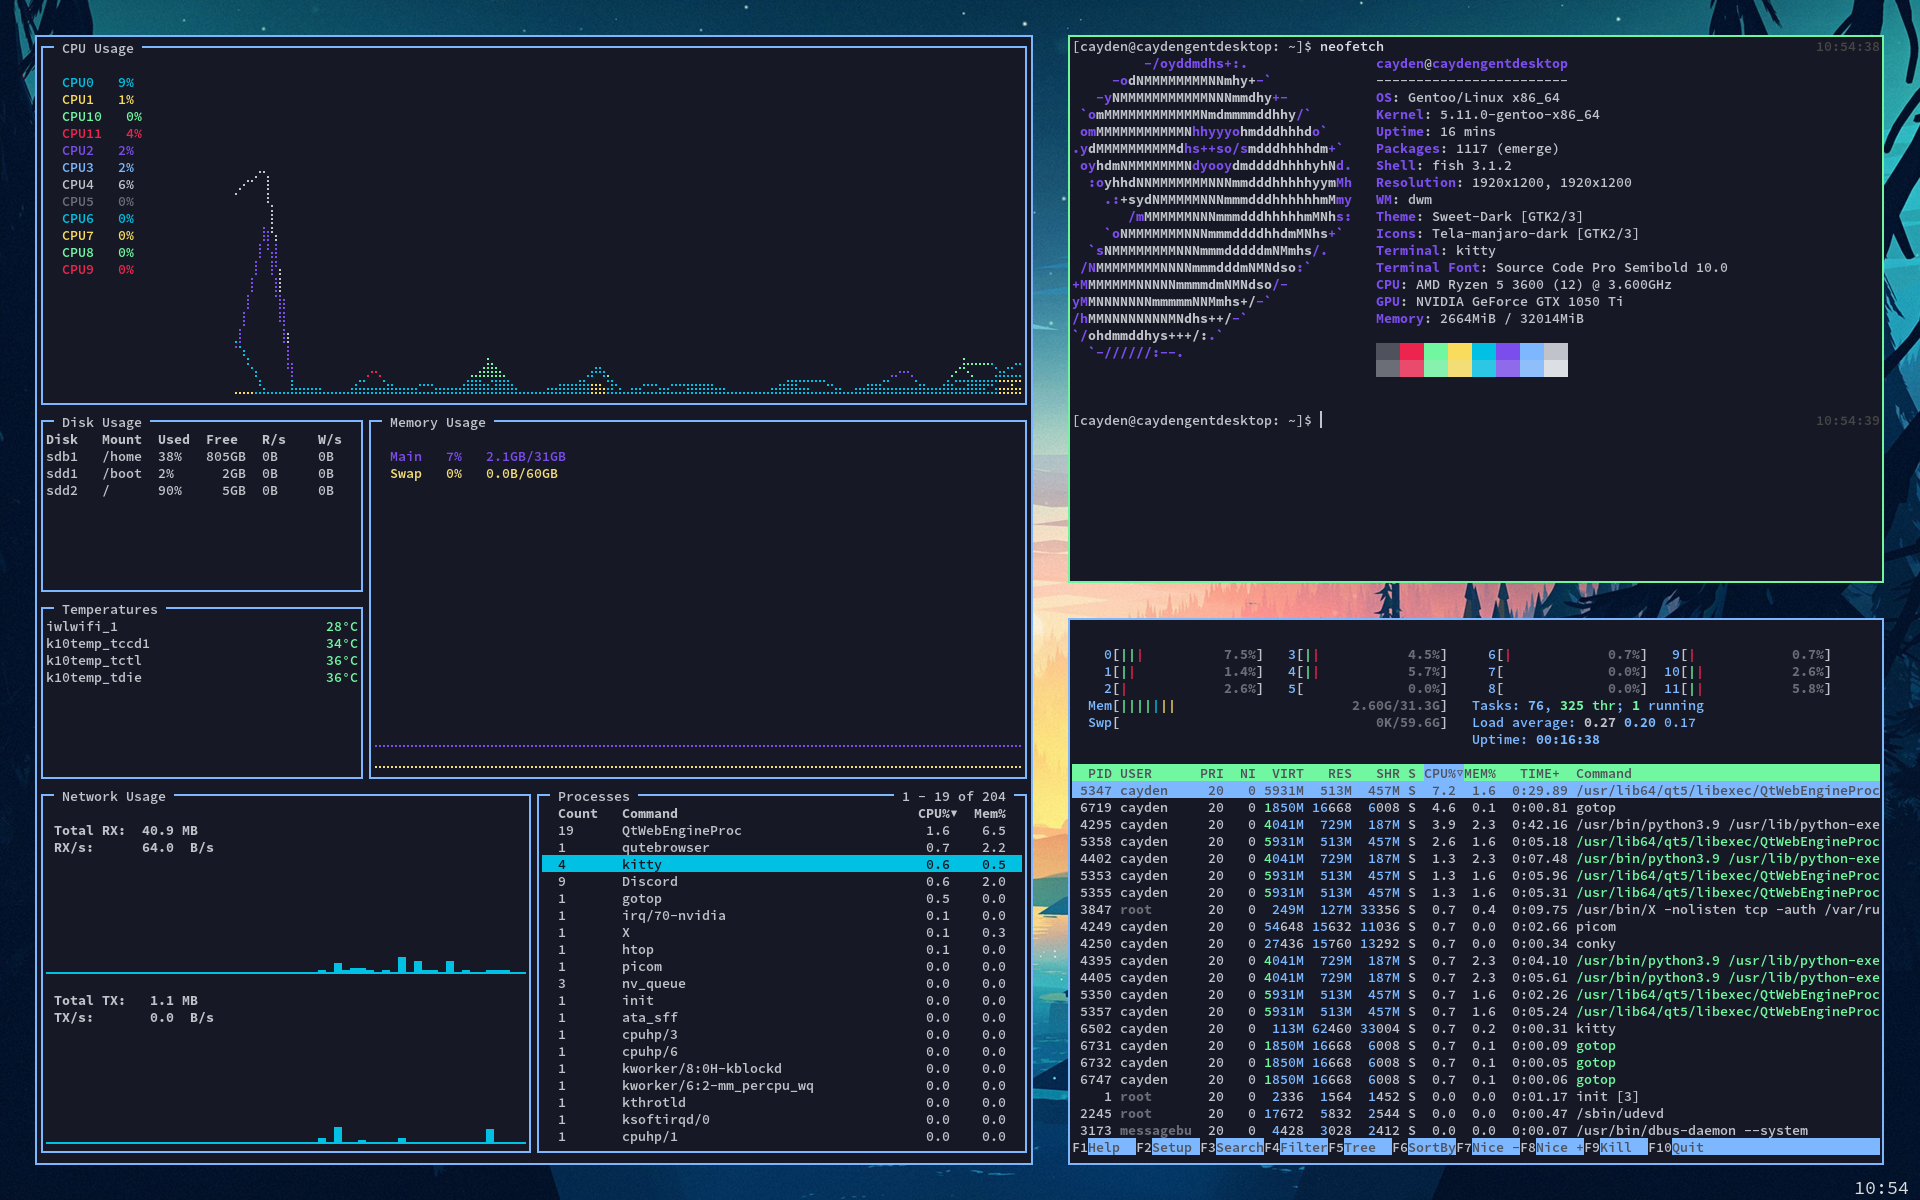 CPU Usage
CPU0 9%
CPU1 1%
CPU10 0%
CPU11 4%
CPU2 2%
CPU3 2%
CPU4 6%
CPU5 0%
CPU6 0%
CPU7 0%
CPU8 0%
CPU9 0%
Disk Usage
Disk Mount Used Free R/s W/s
sdb1 /home 38% 805GB 0B 0B
sdd1 /boot 2% 2GB 0B 0B
sdd2 / 90% 5GB 0B 0B
Memory Usage
Main 7% 2.1GB/31GB
Swap 0% 0.0B/60GB
Temperatures
iwlwifi_1 28°C
k10temp_tccd1 34°C
k10temp_tctl 36°C
k10temp_tdie 36°C
Network Usage
Total RX: 40.9 MB
RX/s: 64.0 B/s
Total TX: 1.1 MB
TX/s: 0.0 B/s
Processes 1 - 19 of 204
Count Command CPU%▼ Mem%
19 QtWebEngineProc 1.6 6.5
1 qutebrowser 0.7 2.2
4 kitty 0.6 0.5
9 Discord 0.6 2.0
1 gotop 0.5 0.0
1 irq/70-nvidia 0.1 0.0
1 X 0.1 0.3
1 htop 0.1 0.0
1 picom 0.0 0.0
3 nv_queue 0.0 0.0
1 init 0.0 0.0
1 ata_sff 0.0 0.0
1 cpuhp/3 0.0 0.0
1 cpuhp/6 0.0 0.0
1 kworker/8:0H-kblockd 0.0 0.0
1 kworker/6:2-mm_percpu_wq 0.0 0.0
1 kthrotld 0.0 0.0
1 ksoftirqd/0 0.0 0.0
1 cpuhp/1 0.0 0.0
[cayden@caydengentdesktop: ~]$ neofetch 10:54:38
-/oyddmdhs+:. cayden@caydengentdesktop
-odNMMMMMMMMNNmhy+-` ------------------------
-yNMMMMMMMMMMMNNNmmdhy+- OS: Gentoo/Linux x86_64
`omMMMMMMMMMMMMNmdmmmmddhhy/` Kernel: 5.11.0-gentoo-x86_64
omMMMMMMMMMMMNhhyyyohmdddhhhdo` Uptime: 16 mins
.ydMMMMMMMMMMdhs++so/smdddhhhhdm+` Packages: 1117 (emerge)
oyhdmNMMMMMMMNdyooydmddddhhhhyhNd. Shell: fish 3.1.2
:oyhhdNNMMMMMMMNNNmmdddhhhhhyymMh Resolution: 1920x1200, 1920x1200
.:+sydNMMMMMNNNmmmdddhhhhhhmMmy WM: dwm
/mMMMMMMNNNmmmdddhhhhhmMNhs: Theme: Sweet-Dark [GTK2/3]
`oNMMMMMMMNNNmmmddddhhdmMNhs+` Icons: Tela-manjaro-dark [GTK2/3]
`sNMMMMMMMMNNNmmmdddddmNMmhs/. Terminal: kitty
/NMMMMMMMMNNNNmmmdddmNMNdso:` Terminal Font: Source Code Pro Semibold 10.0
+MMMMMMMNNNNNmmmmdmNMNdso/- CPU: AMD Ryzen 5 3600 (12) @ 3.600GHz
yMMNNNNNNNmmmmmNNMmhs+/-` GPU: NVIDIA GeForce GTX 1050 Ti
/hMMNNNNNNNNMNdhs++/-` Memory: 2664MiB / 32014MiB
`/ohdmmddhys+++/:.`
`-//////:--.
[cayden@caydengentdesktop: ~]$ 10:54:39
0[||| 7.5%] 3[|| 4.5%] 6[| 0.7%] 9[| 0.7%]
1[|| 1.4%] 4[|| 5.7%] 7[ 0.0%] 10[|| 2.6%]
2[| 2.6%] 5[ 0.0%] 8[ 0.0%] 11[|| 5.8%]
Mem[||||||| 2.60G/31.3G] Tasks: 76, 325 thr; 1 running
Swp[ 0K/59.6G] Load average: 0.27 0.20 0.17
Uptime: 00:16:38
PID USER PRI NI VIRT RES SHR S CPU%▽MEM% TIME+ Command
5347 cayden 20 0 5931M 513M 457M S 7.2 1.6 0:29.89 /usr/lib64/qt5/libexec/QtWebEngineProc
6719 cayden 20 0 1850M 16668 6008 S 4.6 0.1 0:00.81 gotop
4295 cayden 20 0 4041M 729M 187M S 3.9 2.3 0:42.16 /usr/bin/python3.9 /usr/lib/python-exe
5358 cayden 20 0 5931M 513M 457M S 2.6 1.6 0:05.18 /usr/lib64/qt5/libexec/QtWebEngineProc
4402 cayden 20 0 4041M 729M 187M S 1.3 2.3 0:07.48 /usr/bin/python3.9 /usr/lib/python-exe
5353 cayden 20 0 5931M 513M 457M S 1.3 1.6 0:05.96 /usr/lib64/qt5/libexec/QtWebEngineProc
5355 cayden 20 0 5931M 513M 457M S 1.3 1.6 0:05.31 /usr/lib64/qt5/libexec/QtWebEngineProc
3847 root 20 0 249M 127M 33356 S 0.7 0.4 0:09.75 /usr/bin/X -nolisten tcp -auth /var/ru
4249 cayden 20 0 54648 15632 11036 S 0.7 0.0 0:02.66 picom
4250 cayden 20 0 27436 15760 13292 S 0.7 0.0 0:00.34 conky
4395 cayden 20 0 4041M 729M 187M S 0.7 2.3 0:04.10 /usr/bin/python3.9 /usr/lib/python-exe
4405 cayden 20 0 4041M 729M 187M S 0.7 2.3 0:05.61 /usr/bin/python3.9 /usr/lib/python-exe
5350 cayden 20 0 5931M 513M 457M S 0.7 1.6 0:02.26 /usr/lib64/qt5/libexec/QtWebEngineProc
5357 cayden 20 0 5931M 513M 457M S 0.7 1.6 0:05.24 /usr/lib64/qt5/libexec/QtWebEngineProc
6502 cayden 20 0 113M 62460 33004 S 0.7 0.2 0:00.31 kitty
6731 cayden 20 0 1850M 16668 6008 S 0.7 0.1 0:00.09 gotop
6732 cayden 20 0 1850M 16668 6008 S 0.7 0.1 0:00.05 gotop
6747 cayden 20 0 1850M 16668 6008 S 0.7 0.1 0:00.06 gotop
1 root 20 0 2336 1564 1452 S 0.0 0.0 0:01.17 init [3]
2245 root 20 0 17672 5832 2544 S 0.0 0.0 0:00.47 /sbin/udevd
3173 messagebu 20 0 4428 3028 2412 S 0.0 0.0 0:00.07 /usr/bin/dbus-daemon --system
F1Help F2Setup F3SearchF4FilterF5Tree F6SortByF7Nice -F8Nice +F9Kill F10Quit
10:54